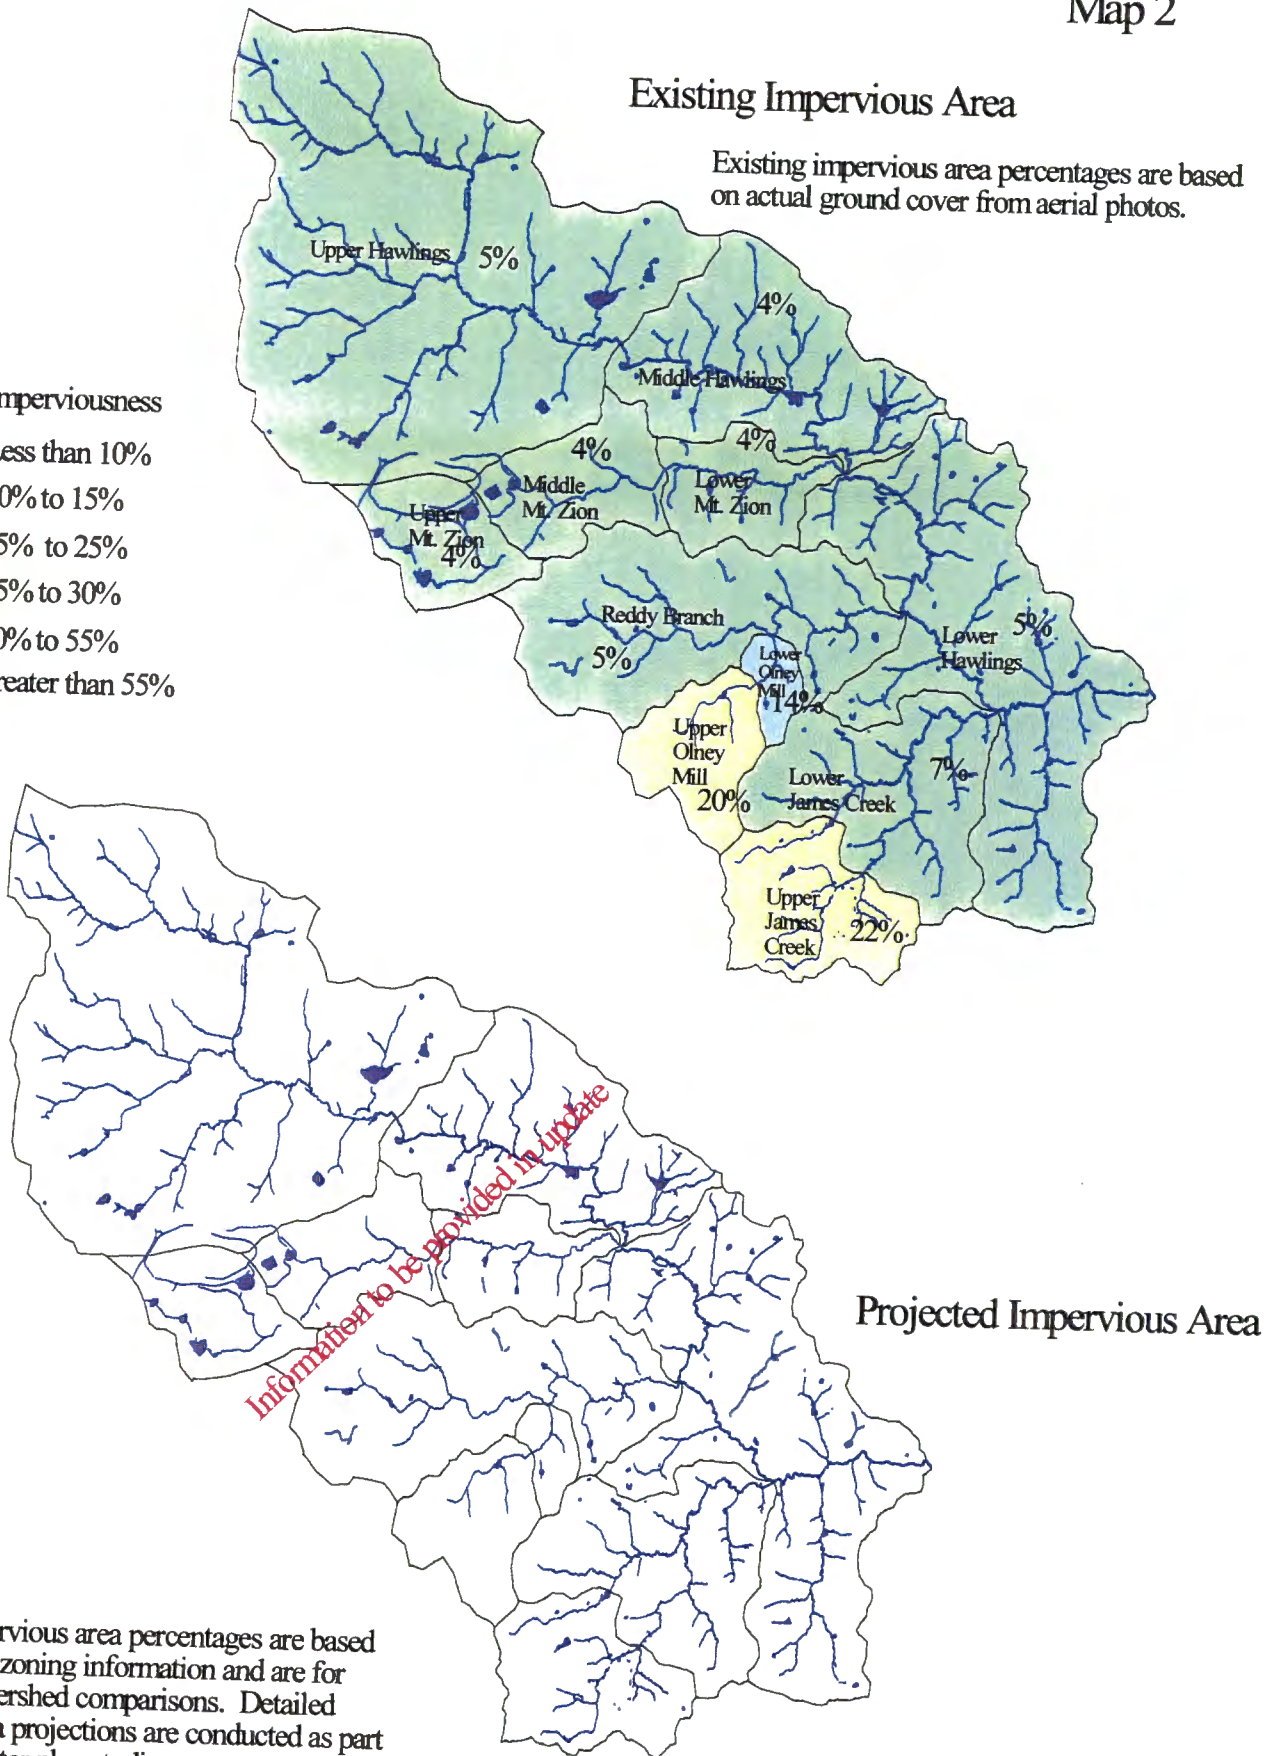 Map 2
Existing Impervious Area
Existing impervious area percentages are based
on actual ground cover from aerial photos.
Upper Hawlings
5%
4%
Middle Hawlings
mperviousness
ess than 10%
0% to 15%
5% to 25%
5% to 30%
0% to 55%
reater than 55%
4%
4%
Middle
Mt. Zion
Lower
Mt. Zion
Upper
Mt. Zion
4%
Reddy Branch
5%
Lower
Hawlings
5%
Lower
Olney
Mill
14%
Upper
Olney
Mill
20%
Lower
James Creek
7%
Upper
James
Creek
22%
Information to be provided in update
Projected Impervious Area
rvious area percentages are based
zoning information and are for
ershed comparisons. Detailed
projections are conducted as part